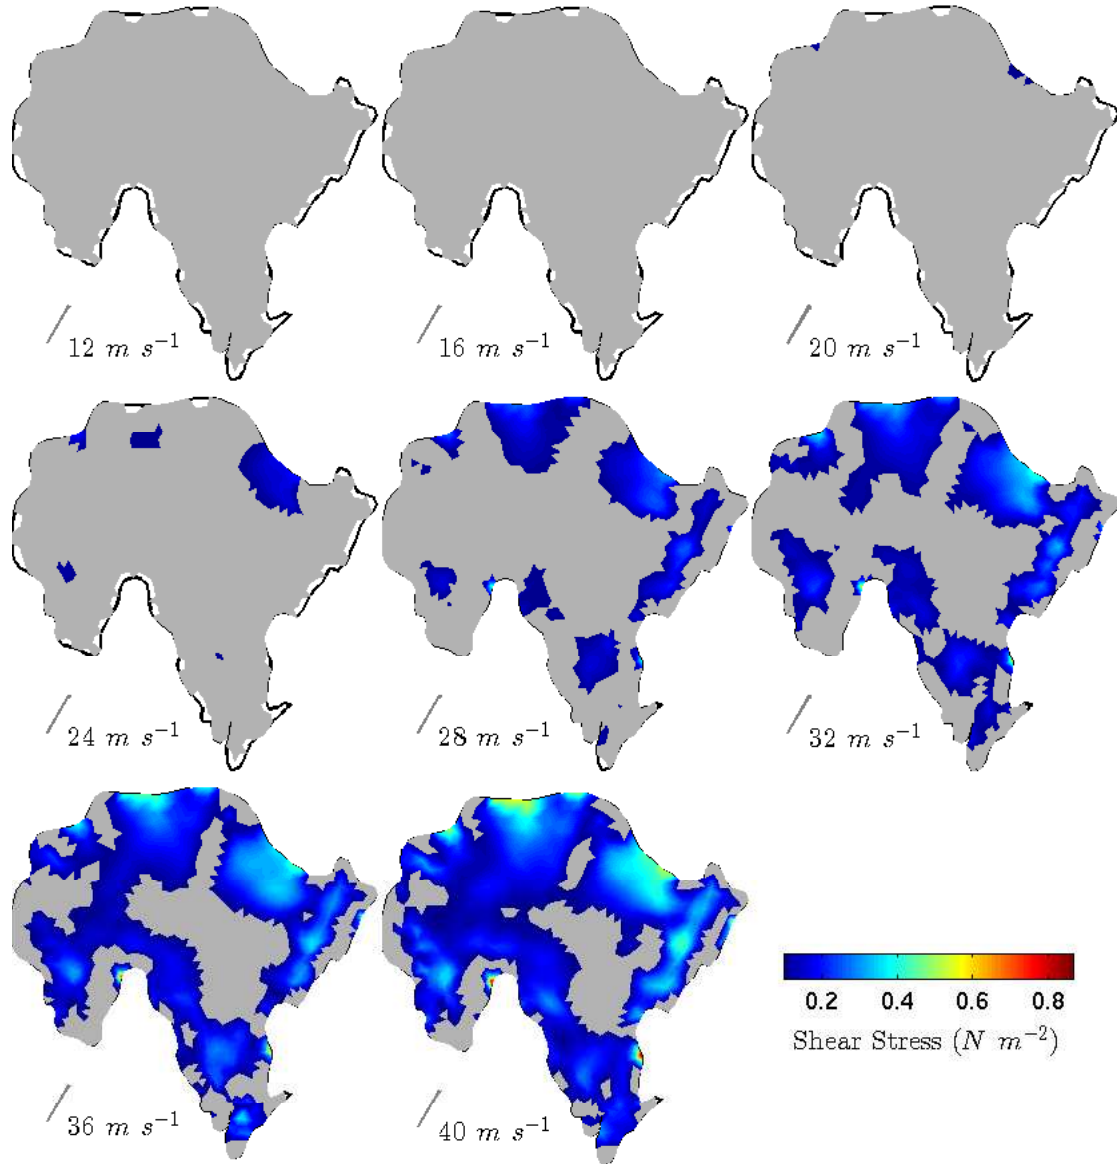 12 m s⁻¹
16 m s⁻¹
20 m s⁻¹
24 m s⁻¹
28 m s⁻¹
32 m s⁻¹
36 m s⁻¹
40 m s⁻¹
0.2 0.4 0.6 0.8
Shear Stress (N m⁻²)